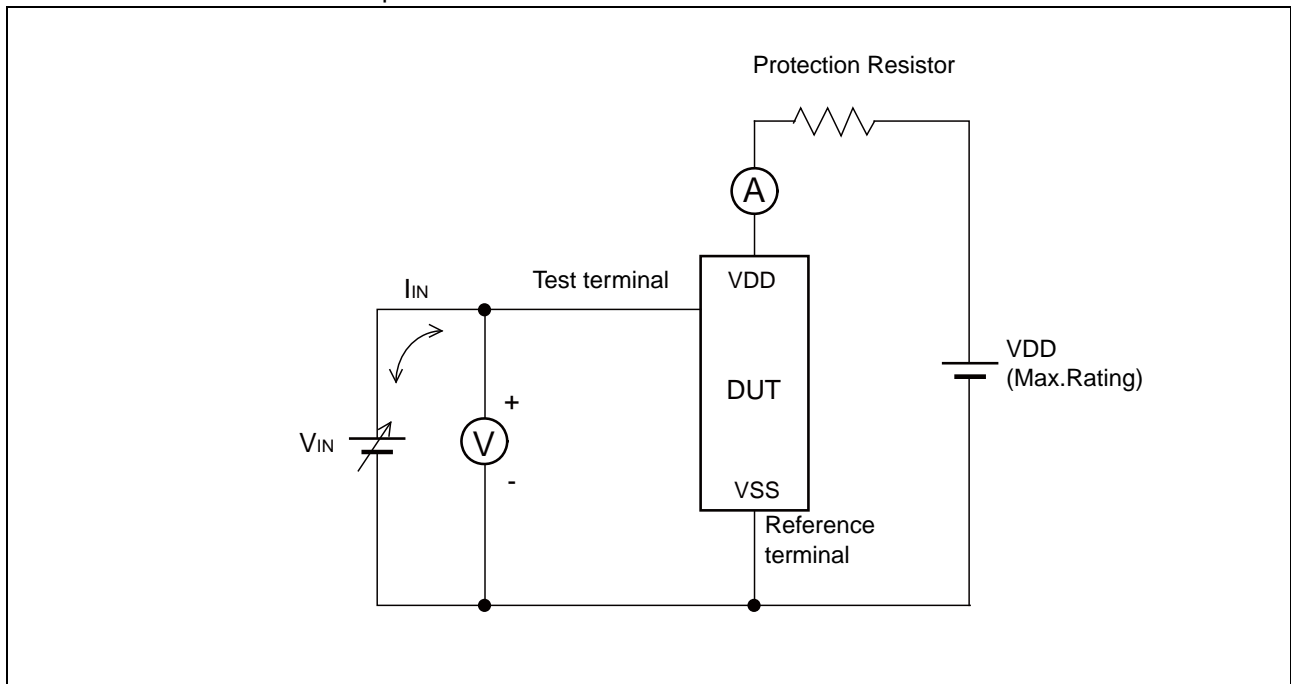 Protection Resistor
A
IIN
Test terminal
VDD
VDD
(Max.Rating)
DUT
VIN
+
V
-
VSS
Reference
terminal